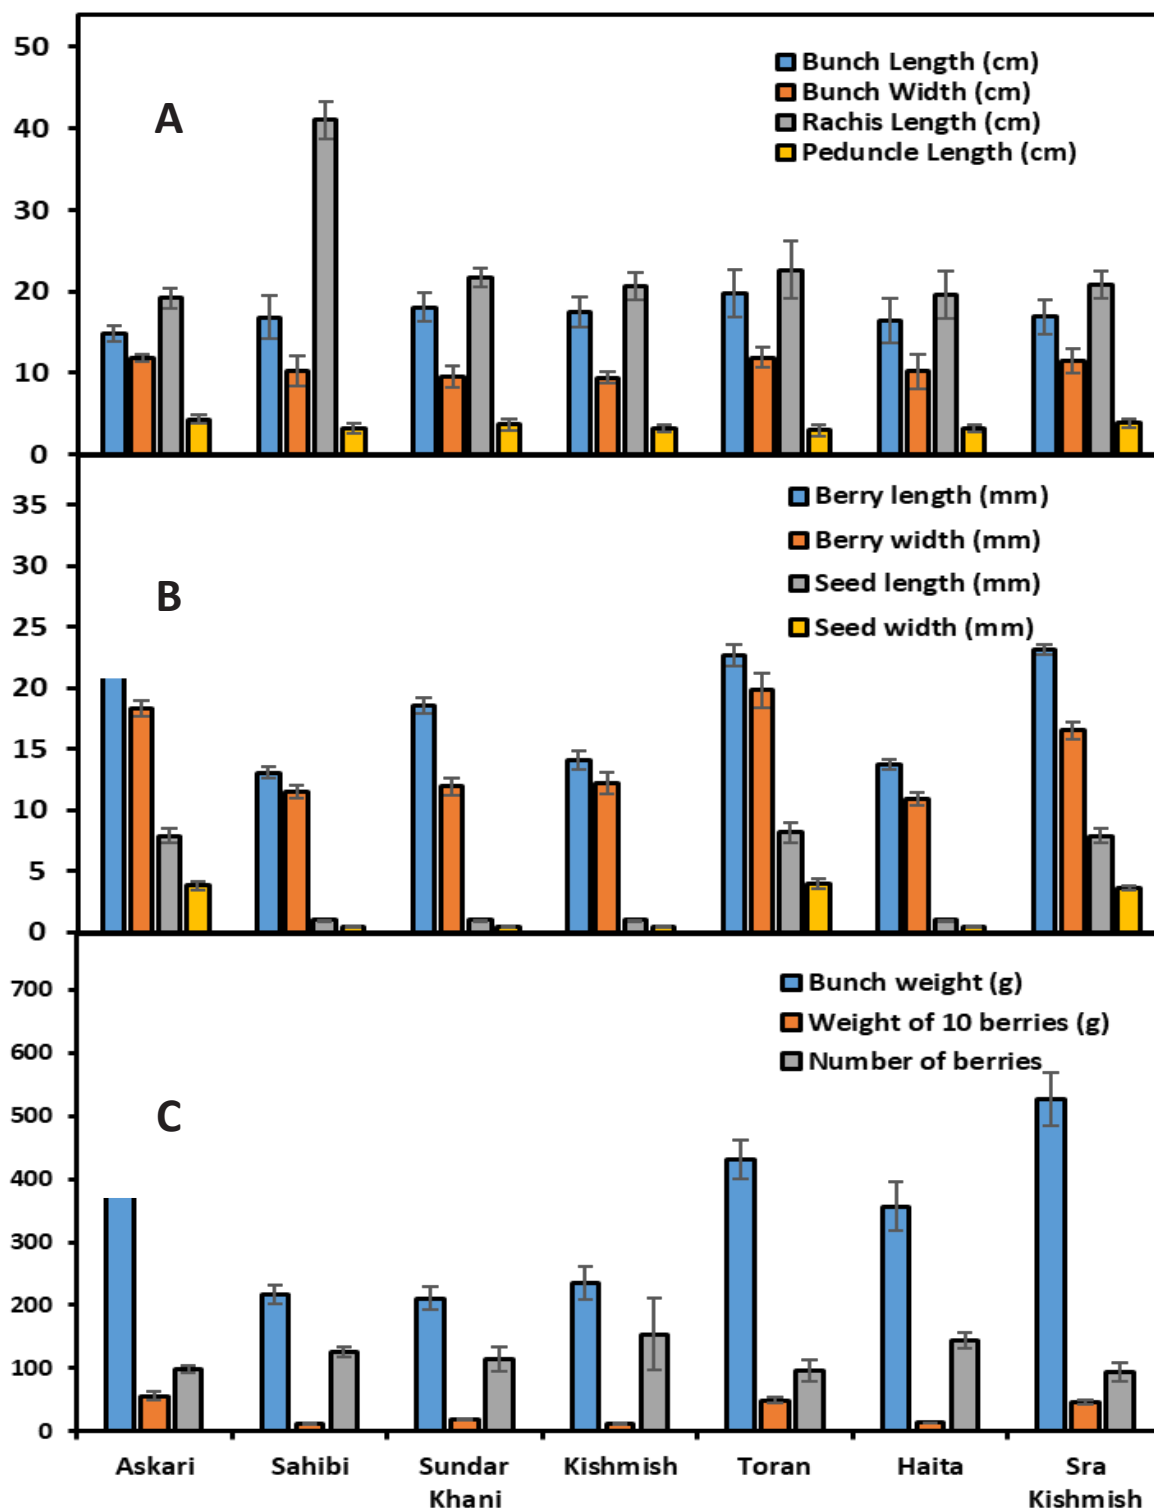 50
40
30
20
10
0
A
Bunch Length (cm)
Bunch Width (cm)
Rachis Length (cm)
Peduncle Length (cm)
35
30
25
20
15
10
5
0
B
Berry length (mm)
Berry width (mm)
Seed length (mm)
Seed width (mm)
700
600
500
400
300
200
100
0
C
Bunch weight (g)
Weight of 10 berries (g)
Number of berries
Askari
Sahibi
Sundar
Khani
Kishmish
Toran
Haita
Sra
Kishmish